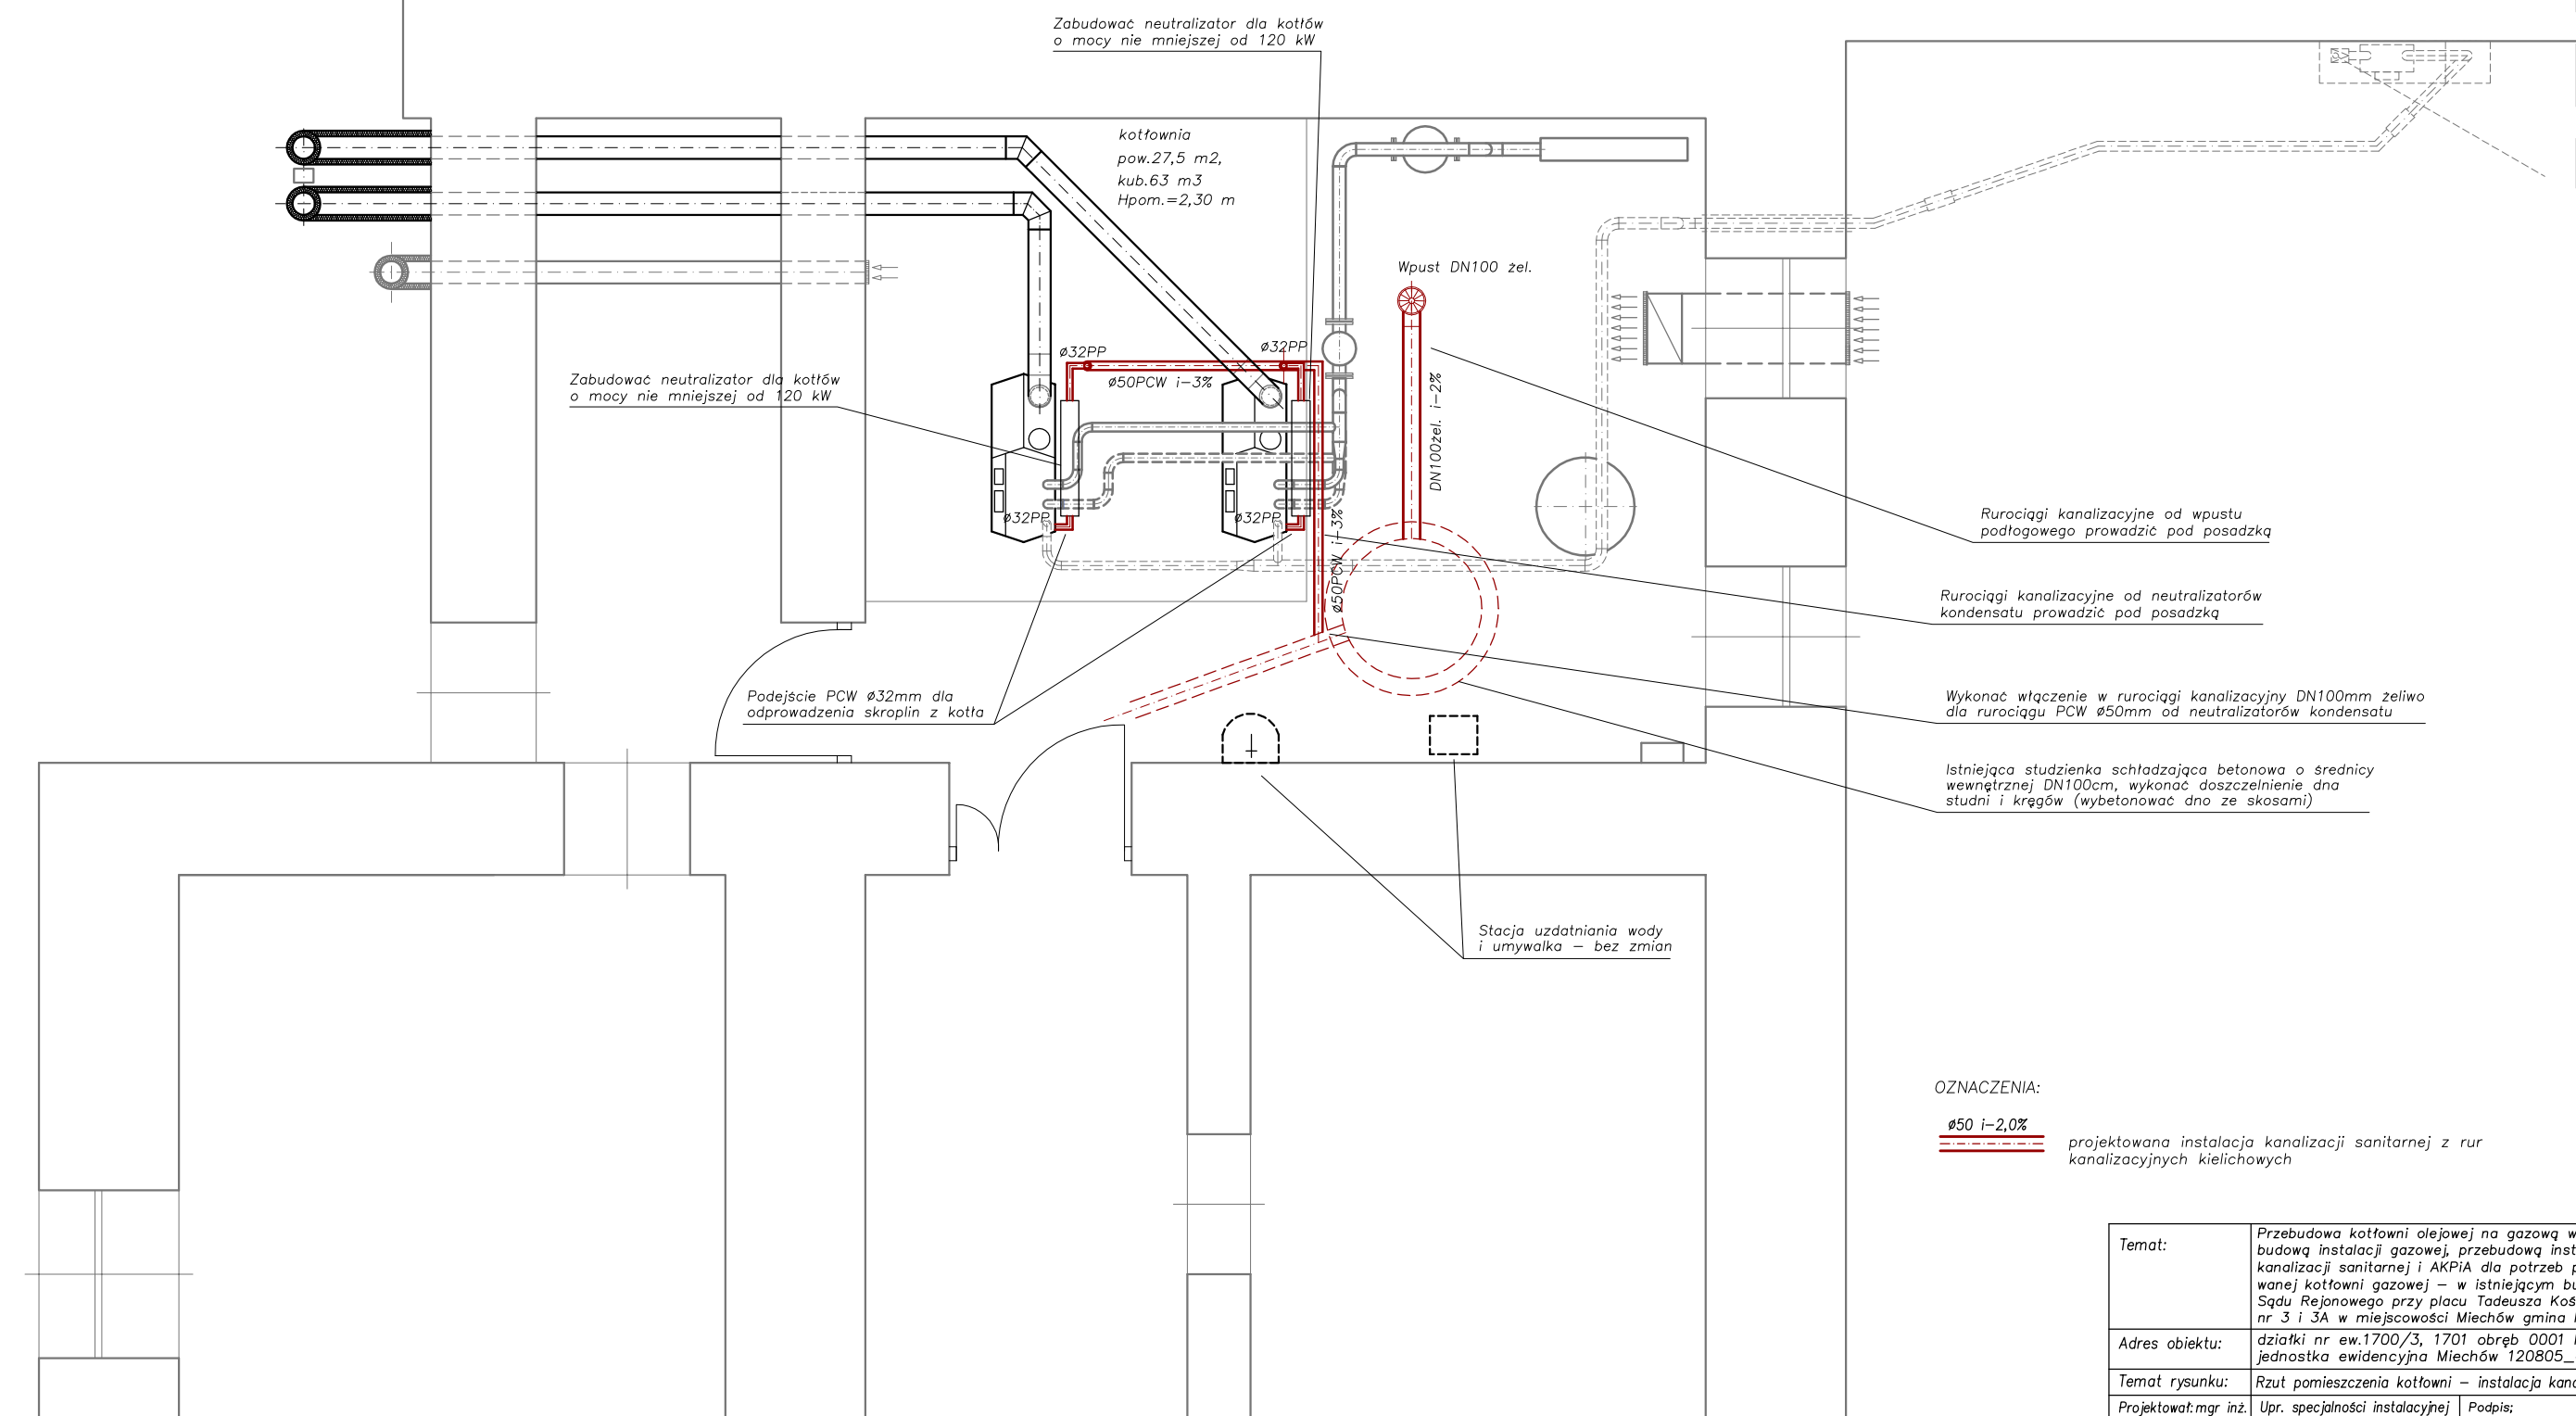 Zabudować neutralizator dla kotłów
o mocy nie mniejszej od 120 kW
kotłownia
pow.27,5 m2,
kub.63 m3
Hpom.=2,30 m
Wpust DN100 żel.
ø32PP
ø32PP
ø50PCW i-3%
DN100żel. i-2%
Zabudować neutralizator dla kotłów
o mocy nie mniejszej od 120 kW
ø32PP
ø32PP
ø50PCW i-3%
Rurociągi kanalizacyjne od wpustu
podłogowego prowadzić pod posadzką
Rurociągi kanalizacyjne od neutralizatorów
kondensatu prowadzić pod posadzką
Podejście PCW ø32mm dla
odprowadzenia skroplin z kotła
Wykonać włączenie w rurociągi kanalizacyjny DN100mm żeliwo
dla rurociągu PCW ø50mm od neutralizatorów kondensatu
Istniejąca studzienka schładzająca betonowa o średnicy
wewnętrznej DN100cm, wykonać doszczelnienie dna
studni i kręgów (wybetonować dno ze skosami)
Stacja uzdatniania wody
i umywalka – bez zmian
OZNACZENIA:
ø50 i-2,0%
projektowana instalacja kanalizacji sanitarnej z rur
kanalizacyjnych kielichowych
Temat:
Przebudowa kotłowni olejowej na gazową w
budową instalacji gazowej, przebudową inst
kanalizacji sanitarnej i AKPiA dla potrzeb p
wanej kotłowni gazowej – w istniejącym bu
Sądu Rejonowego przy placu Tadeusza Koś
nr 3 i 3A w miejscowości Miechów gmina
Adres obiektu:
działki nr ew.1700/3, 1701 obręb 0001
jednostka ewidencyjna Miechów 120805_
Temat rysunku:
Rzut pomieszczenia kotłowni – instalacja kana
Projektował: mgr inż.
Upr. specjalności instalacyjnej
Podpis;